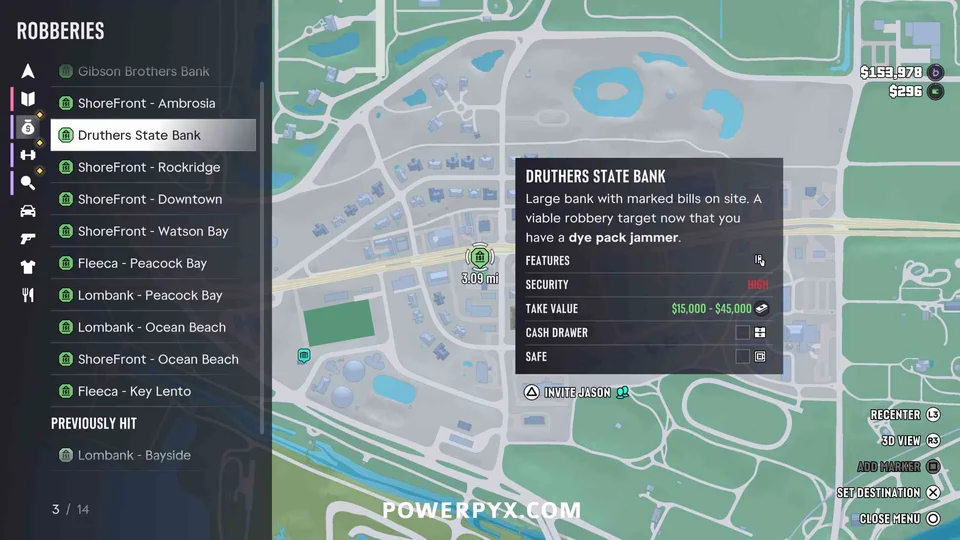 ROBBERIES
Gibson Brothers Bank
ShoreFront - Ambrosia
Druthers State Bank
ShoreFront - Rockridge
ShoreFront - Downtown
ShoreFront - Watson Bay
Fleeca - Peacock Bay
Lombank - Peacock Bay
Lombank - Ocean Beach
ShoreFront - Ocean Beach
Fleeca - Key Lento
PREVIOUSLY HIT
Lombank - Bayside
3 / 14
$153,978
$296
3.09 mi
DRUTHERS STATE BANK
Large bank with marked bills on site. A
viable robbery target now that you
have a dye pack jammer.
FEATURES
SECURITY HIGH
TAKE VALUE $15,000 - $45,000
CASH DRAWER
SAFE
INVITE JASON
RECENTER L3
3D VIEW R3
ADD MARKER
SET DESTINATION
CLOSE MENU
POWERPYX.COM